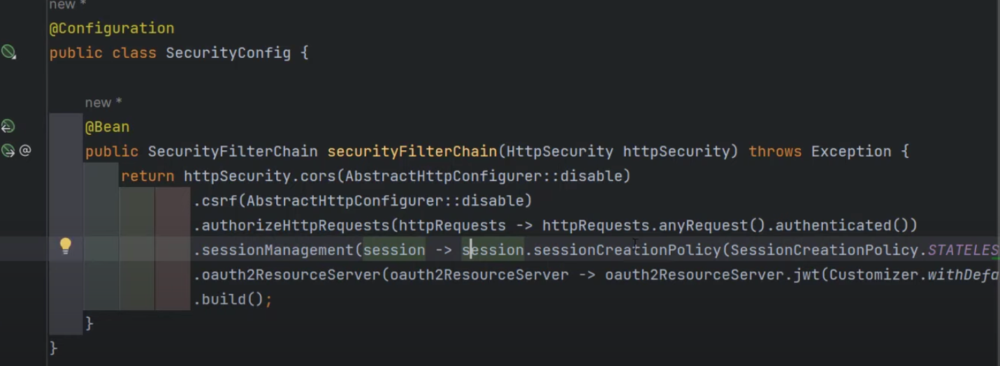 new *
@Configuration
public class SecurityConfig {
new *
@Bean
@ public SecurityFilterChain securityFilterChain(HttpSecurity httpSecurity) throws Exception {
return httpSecurity.cors(AbstractHttpConfigurer::disable)
.csrf(AbstractHttpConfigurer::disable)
.authorizeHttpRequests(httpRequests -> httpRequests.anyRequest().authenticated())
.sessionManagement(session -> session.sessionCreationPolicy(SessionCreationPolicy.STATELES
.oauth2ResourceServer(oauth2ResourceServer -> oauth2ResourceServer.jwt(Customizer.withDefa
.build();
}
}